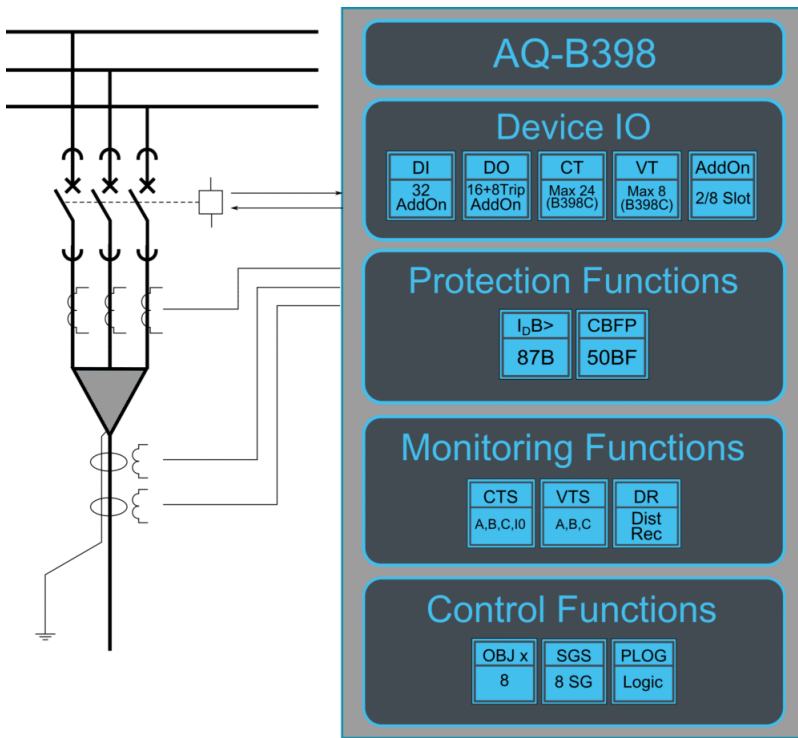 AQ-B398
Device IO
DI DO CT VT AddOn
32 AddOn 16+8Trip AddOn Max 24 (B398C) Max 8 (B398C) 2/8 Slot
Protection Functions
IDB> CBFP
87B 50BF
Monitoring Functions
CTS VTS DR
A,B,C,I0 A,B,C Dist Rec
Control Functions
OBJ x SGS PLOG
8 8 SG Logic